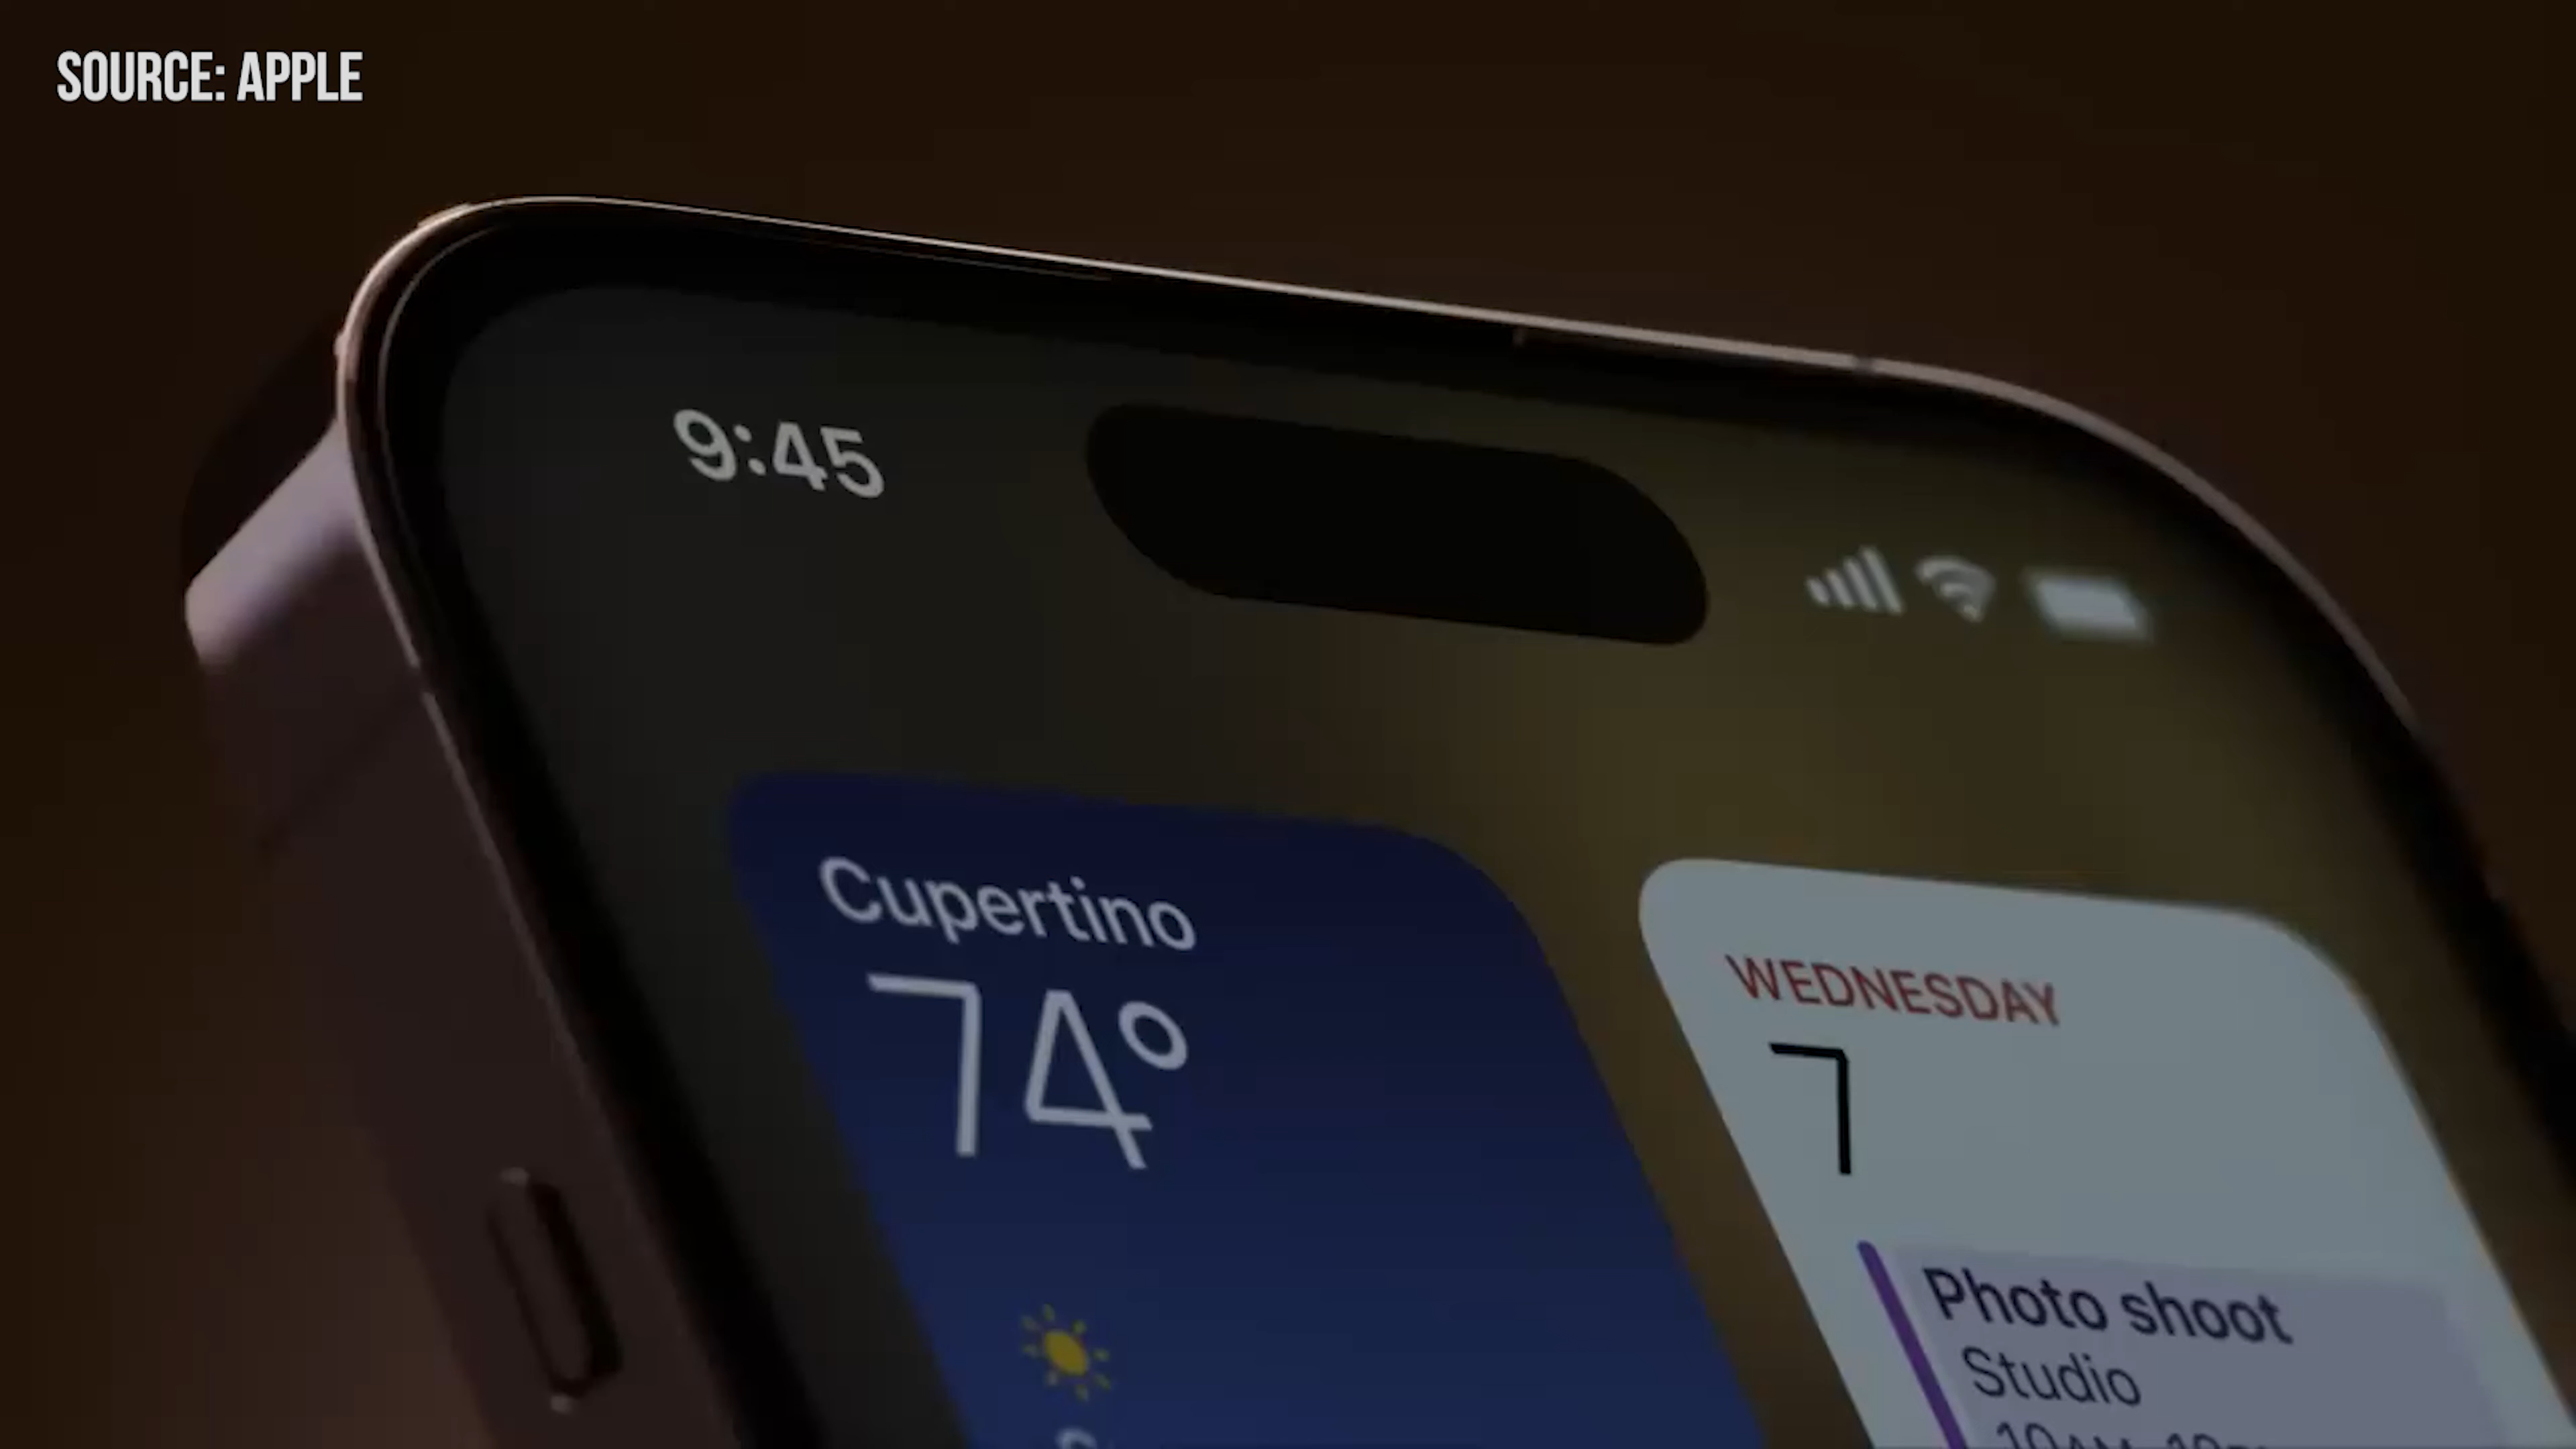 SOURCE: APPLE
9:45
Cupertino
74°
WEDNESDAY
7
Photo shoot
Studio